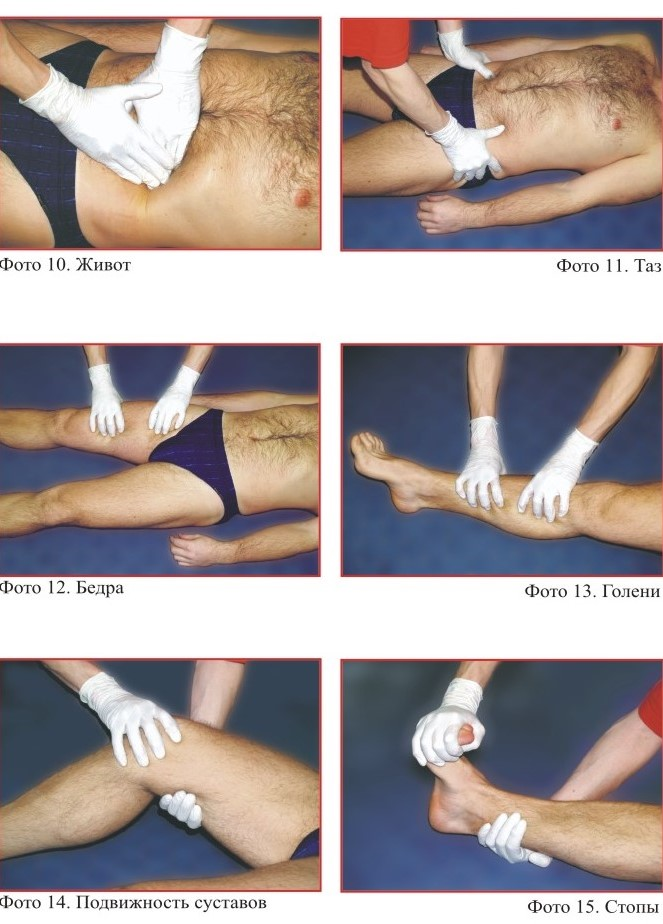 Фото 10. Живот
Фото 11. Таз
Фото 12. Бедра
Фото 13. Голени
Фото 14. Подвижность суставов
Фото 15. Стопы